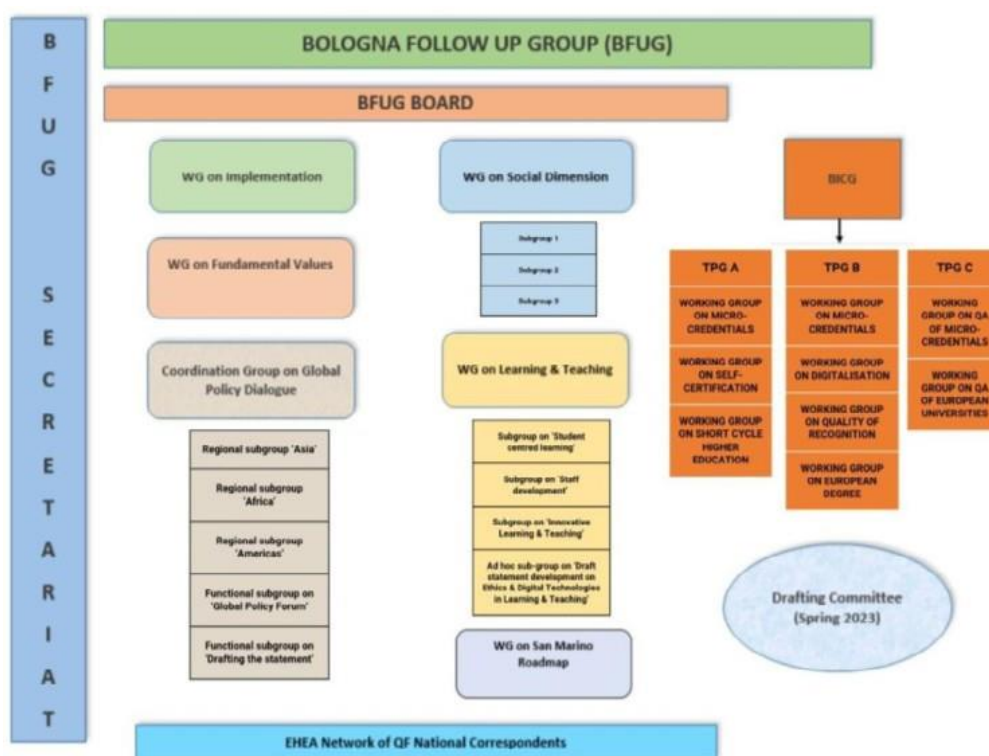 BFUG SECRETARIAT
BOLOGNA FOLLOW UP GROUP (BFUG)
BFUG BOARD
WG on Implementation
WG on Fundamental Values
Coordination Group on Global
Policy Dialogue
Regional subgroup 'Asia'
Regional subgroup
'Africa'
Regional subgroup
'Americas'
Functional subgroup on
'Global Policy Forum'
Functional subgroup on
'Drafting the statement'
WG on Social Dimension
Subgroup 1
Subgroup 2
Subgroup 3
WG on Learning & Teaching
Subgroup on 'Student
centred learning'
Subgroup on 'Staff
development'
Subgroup on 'Innovative
Learning & Teaching'
Ad hoc sub-group on 'Draft
statement development on
Ethics & Digital Technologies
in Learning & Teaching'
WG on San Marino
Roadmap
BICG
TPG A
WORKING GROUP
ON MICRO-
CREDENTIALS
WORKING GROUP
ON SELF-
CERTIFICATION
WORKING GROUP
ON SHORT CYCLE
HIGHER
EDUCATION
TPG B
WORKING GROUP
ON MICRO-
CREDENTIALS
WORKING GROUP
ON DIGITALISATION
WORKING GROUP
ON QUALITY OF
RECOGNITION
WORKING GROUP
ON EUROPEAN
DEGREE
TPG C
WORKING
GROUP ON QA
OF MICRO-
CREDENTIALS
WORKING
GROUP ON QA
OF EUROPEAN
UNIVERSITIES
Drafting Committee
(Spring 2023)
EHEA Network of QF National Correspondents